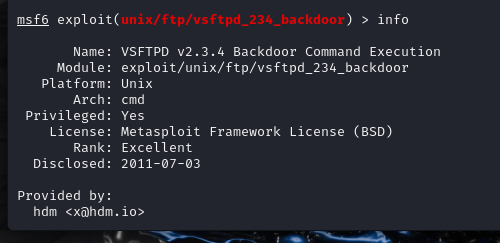 msf6 exploit(unix/ftp/vsftpd_234_backdoor) > info
Name: VSFTPD v2.3.4 Backdoor Command Execution
Module: exploit/unix/ftp/vsftpd_234_backdoor
Platform: Unix
Arch: cmd
Privileged: Yes
License: Metasploit Framework License (BSD)
Rank: Excellent
Disclosed: 2011-07-03
Provided by:
hdm <x@hdm.io>